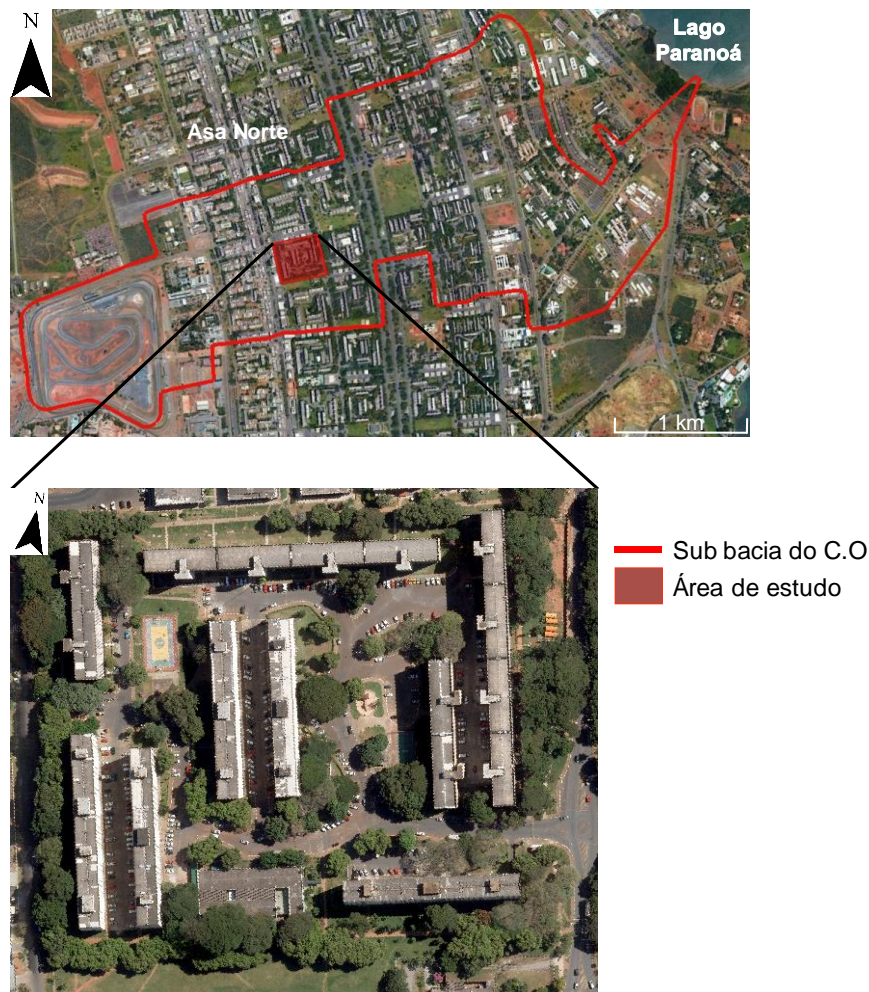 N
Lago
Paranoá
Asa Norte
1 km
N
Sub bacia do C.O
Área de estudo